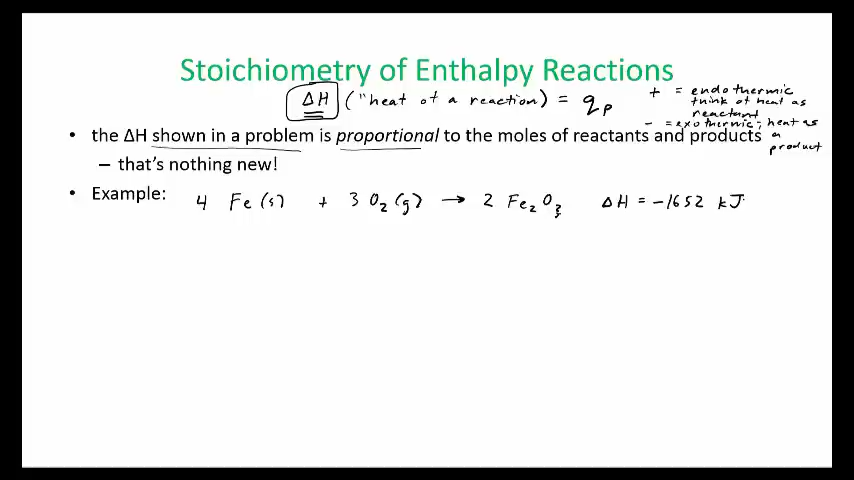 Stoichiometry of Enthalpy Reactions
ΔH ("heat of a reaction) = qₚ
+ = endothermic
think of heat as
reactant
- = exothermic, heat as
a
product
• the ΔH shown in a problem is proportional to the moles of reactants and products
– that's nothing new!
• Example: 4 Fe(s) + 3 O₂(g) → 2 Fe₂O₃ ΔH = -1652 kJ